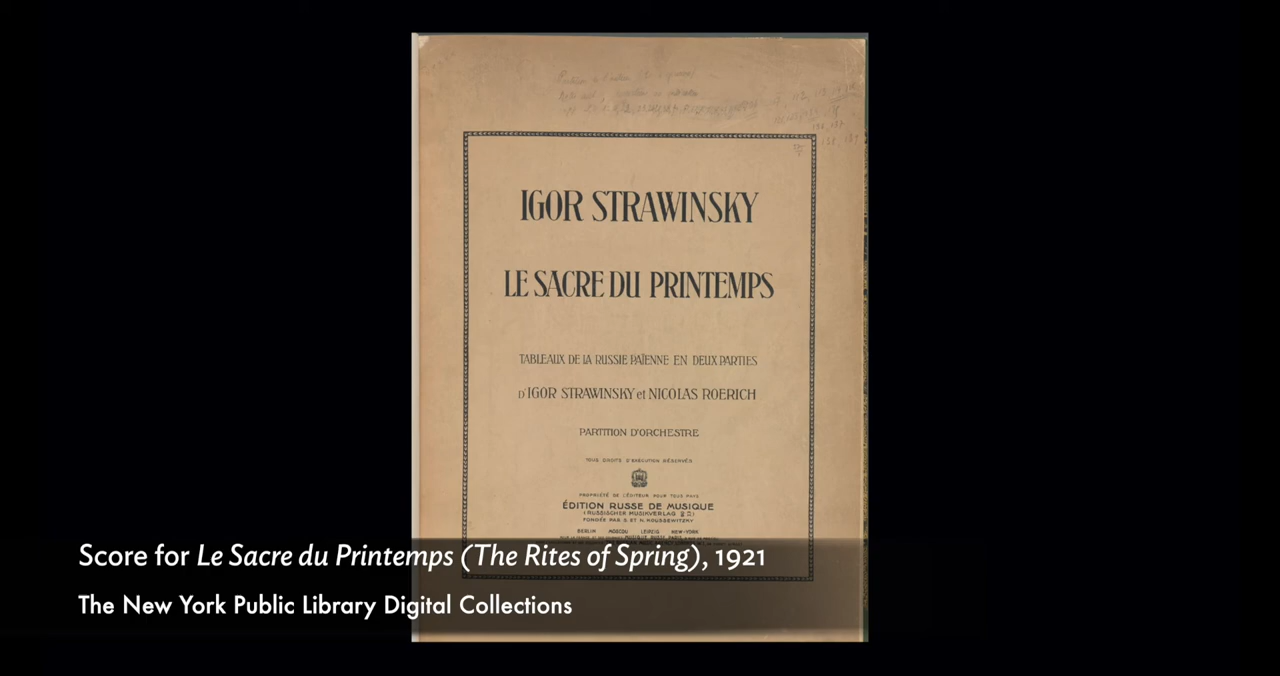 IGOR STRAWINSKY
LE SACRE DU PRINTEMPS
TABLEAUX DE LA RUSSIE PAÏENNE EN DEUX PARTIES
D'IGOR STRAWINSKY et NICOLAS ROERICH
PARTITION D'ORCHESTRE
TOUS DROITS D'EXÉCUTION RÉSERVÉS
PROPRIÉTÉ DE L'ÉDITEUR POUR TOUS PAYS
ÉDITION RUSSE DE MUSIQUE
(RUSSISCHER MUSIKVERLAG
FONDÉE PAR S. ET N. KOUSSEWITZKY
BERLIN MOSCOU LEIPZIG NEW-YORK
MUSIQUE RUSSE PARIS
Score for Le Sacre du Printemps (The Rites of Spring), 1921
The New York Public Library Digital Collections